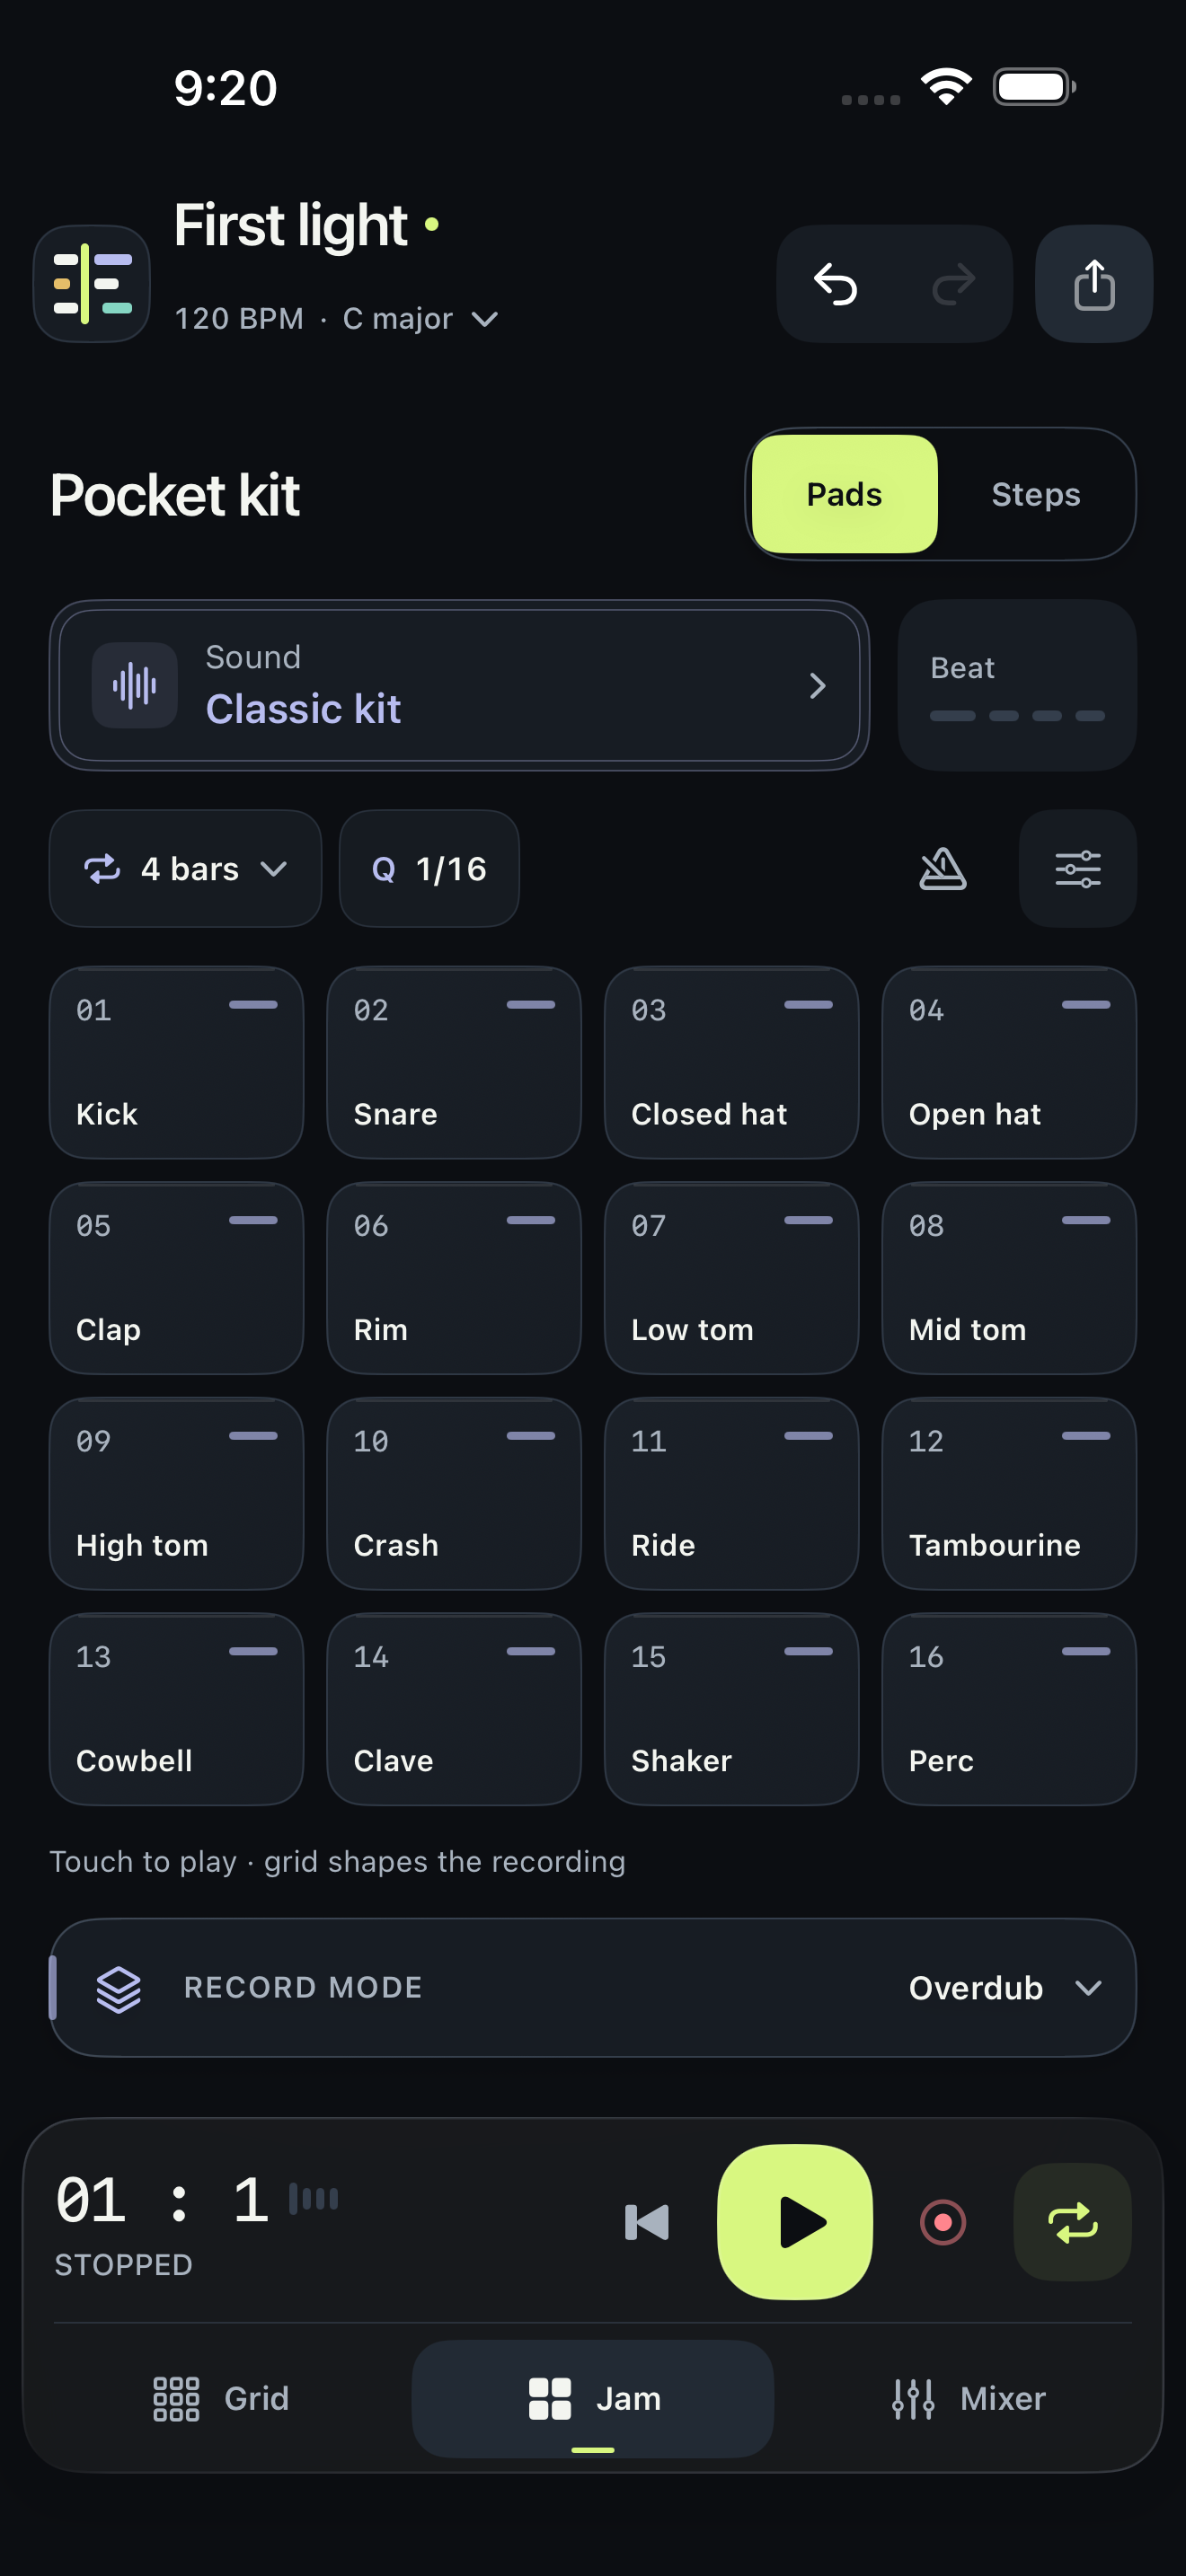 9:20
First light
120 BPM · C major
Pocket kit
Pads
Steps
Sound
Classic kit
Beat
4 bars
Q 1/16
01
02
03
04
Kick
Snare
Closed hat
Open hat
05
06
07
08
Clap
Rim
Low tom
Mid tom
09
10
11
12
High tom
Crash
Ride
Tambourine
13
14
15
16
Cowbell
Clave
Shaker
Perc
Touch to play · grid shapes the recording
RECORD MODE
Overdub
01 : 1
STOPPED
Grid
Jam
Mixer